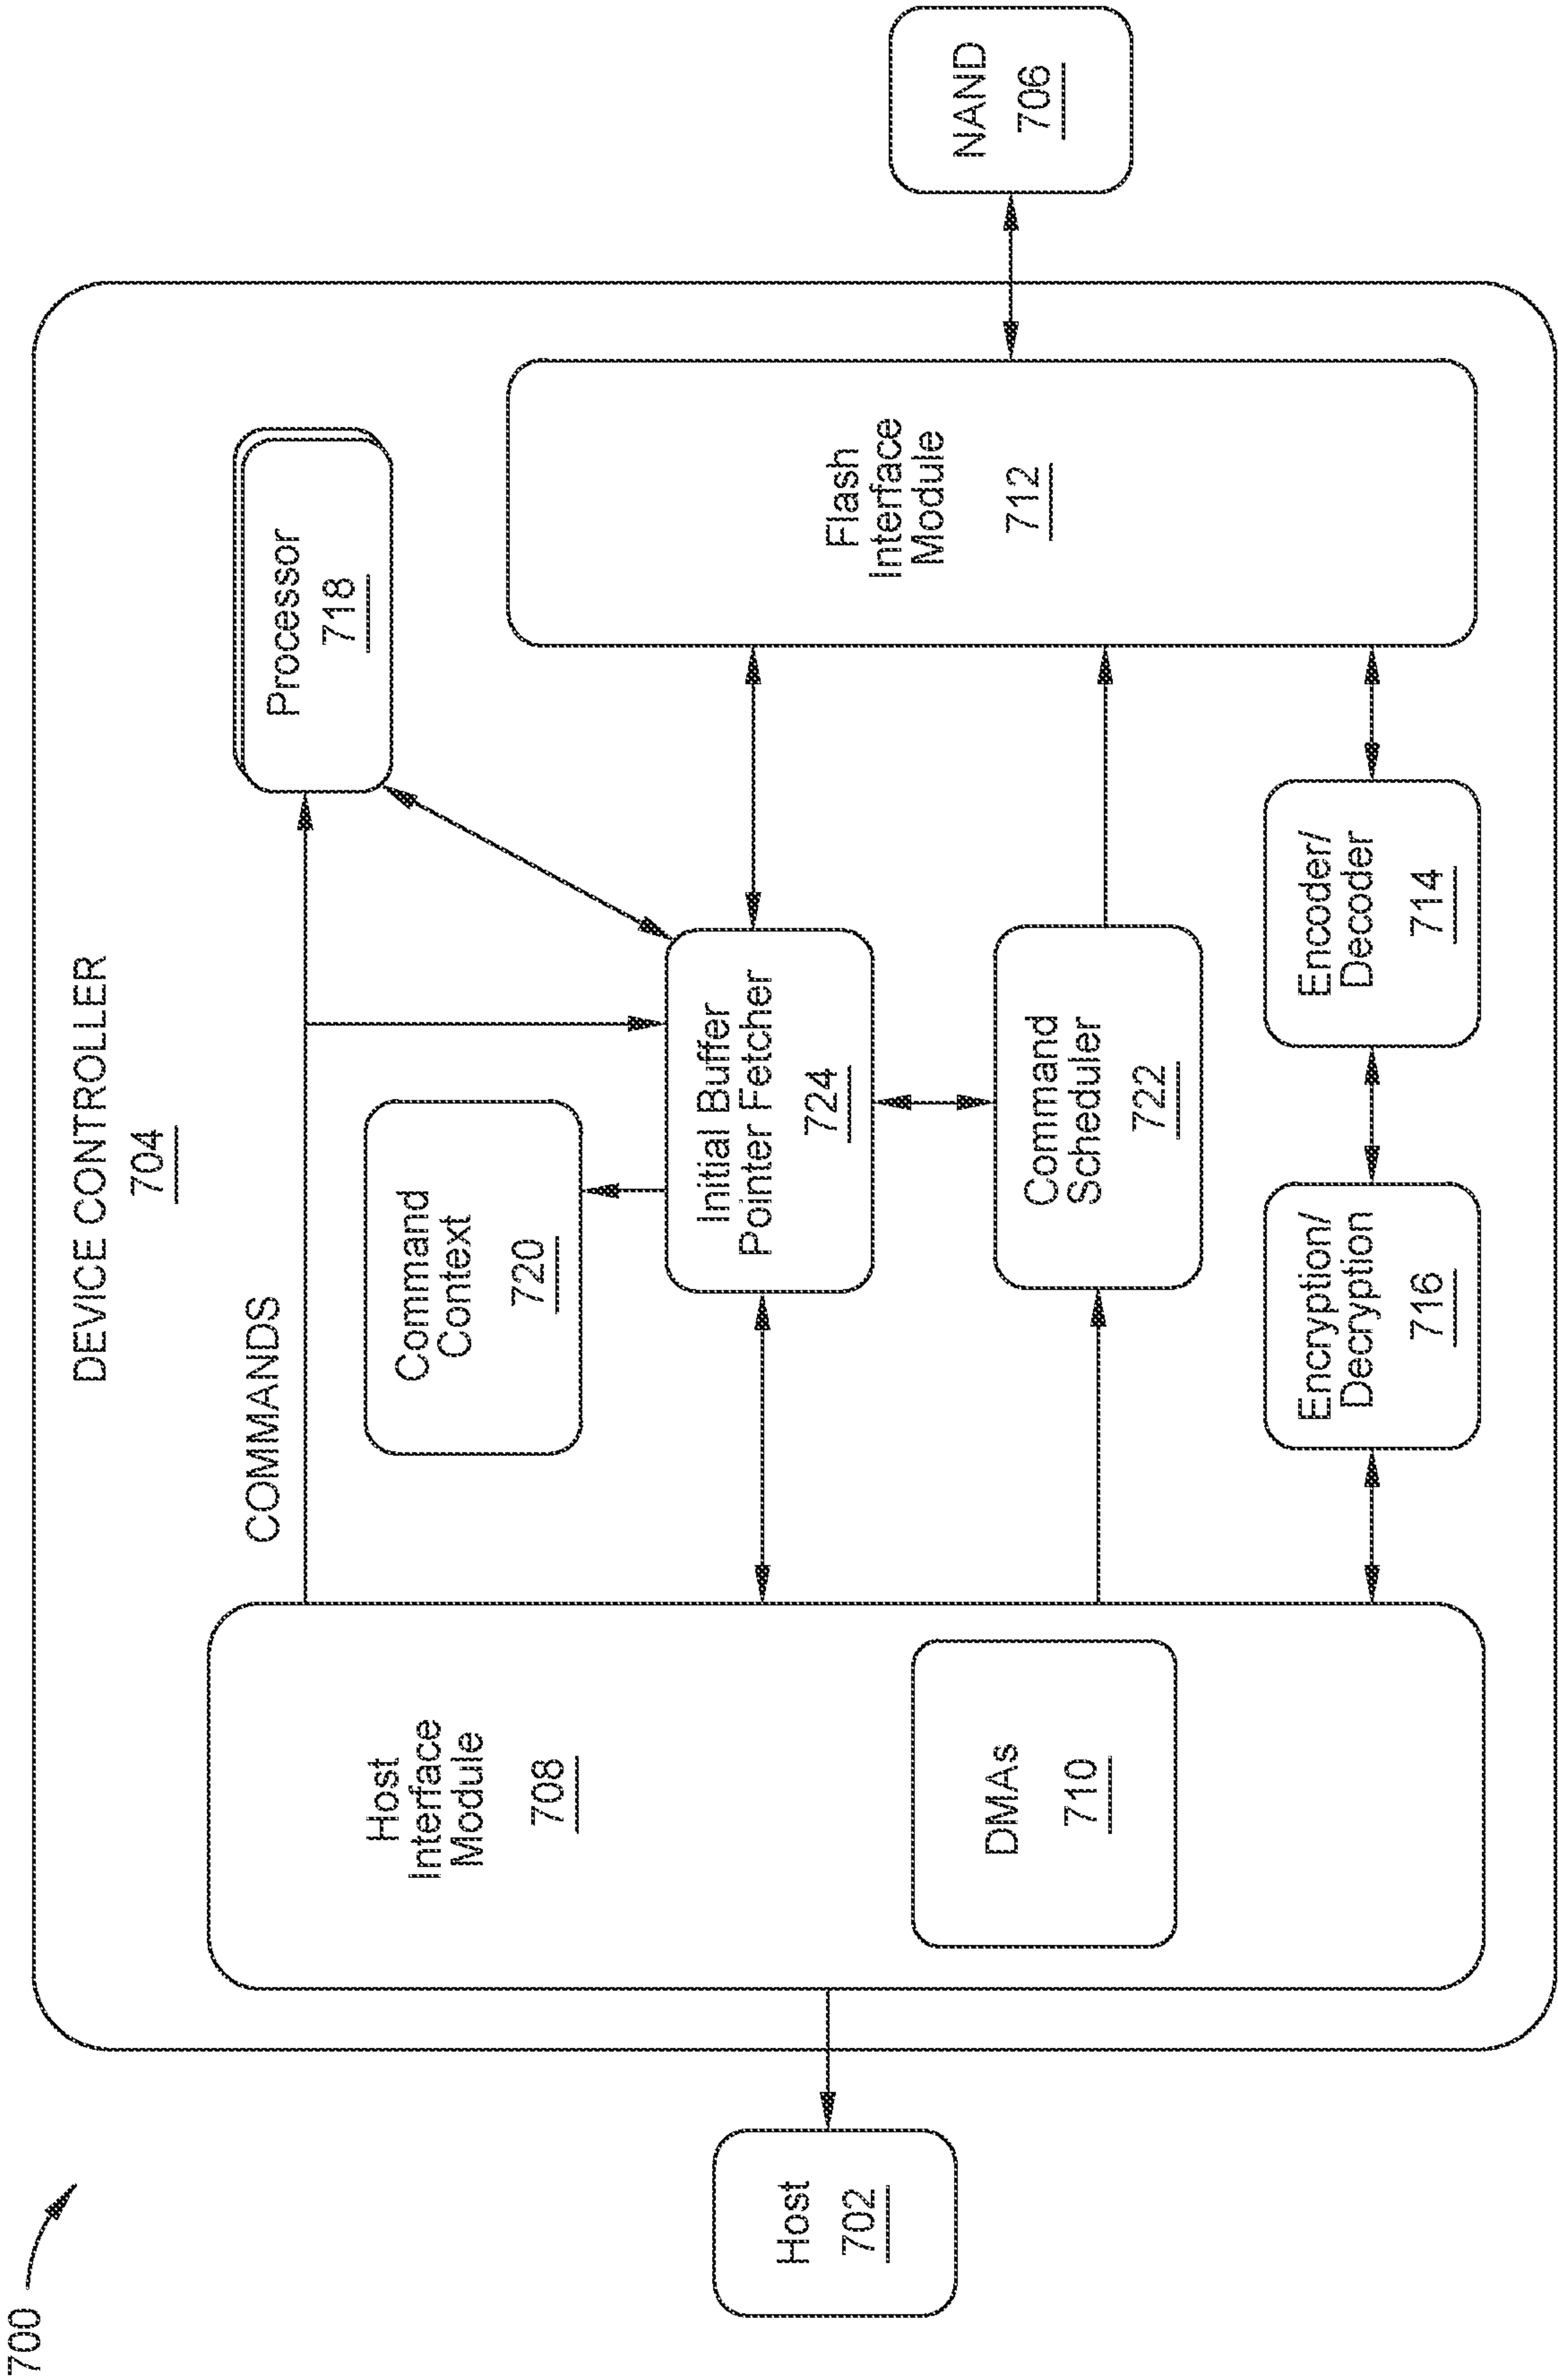 700
DEVICE CONTROLLER
704
COMMANDS
Host
702
Host
Interface
Module
708
DMAs
710
Command
Context
720
Processor
718
Initial Buffer
Pointer Fetcher
724
Command
Scheduler
722
Encryption/
Decryption
716
Encoder/
Decoder
714
Flash
Interface
Module
712
NAND
706